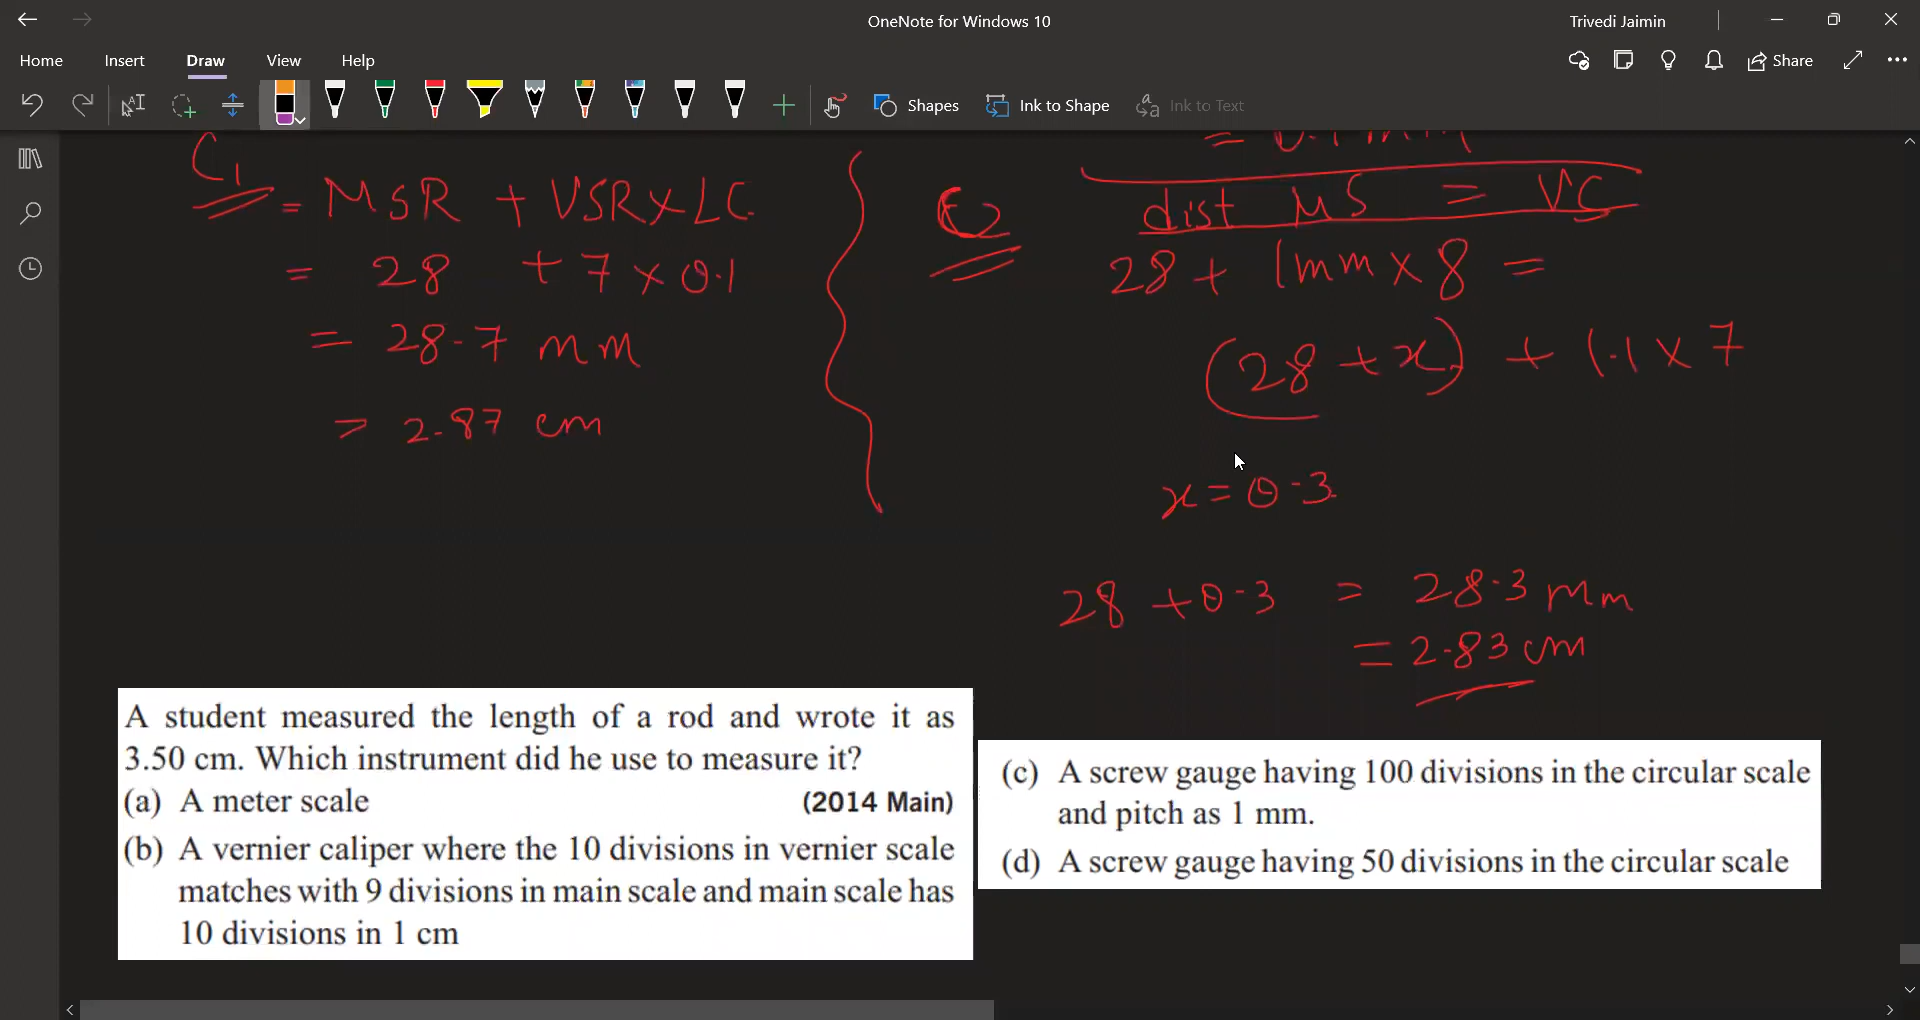 OneNote for Windows 10
Trivedi Jaimin
Home Insert Draw View Help
Share
Shapes Ink to Shape Ink to Text
C1
= MSR + VSR × LC
= 28 + 7 × 0.1
= 28.7 mm
= 2.87 cm
C2
dist MS = VC
28 + 1mm × 8 =
(28 + x) + 1.1 × 7
x = 0.3
28 + 0.3 = 28.3 mm
= 2.83 cm
A student measured the length of a rod and wrote it as
3.50 cm. Which instrument did he use to measure it?
(a) A meter scale (2014 Main)
(b) A vernier caliper where the 10 divisions in vernier scale
matches with 9 divisions in main scale and main scale has
10 divisions in 1 cm
(c) A screw gauge having 100 divisions in the circular scale
and pitch as 1 mm.
(d) A screw gauge having 50 divisions in the circular scale